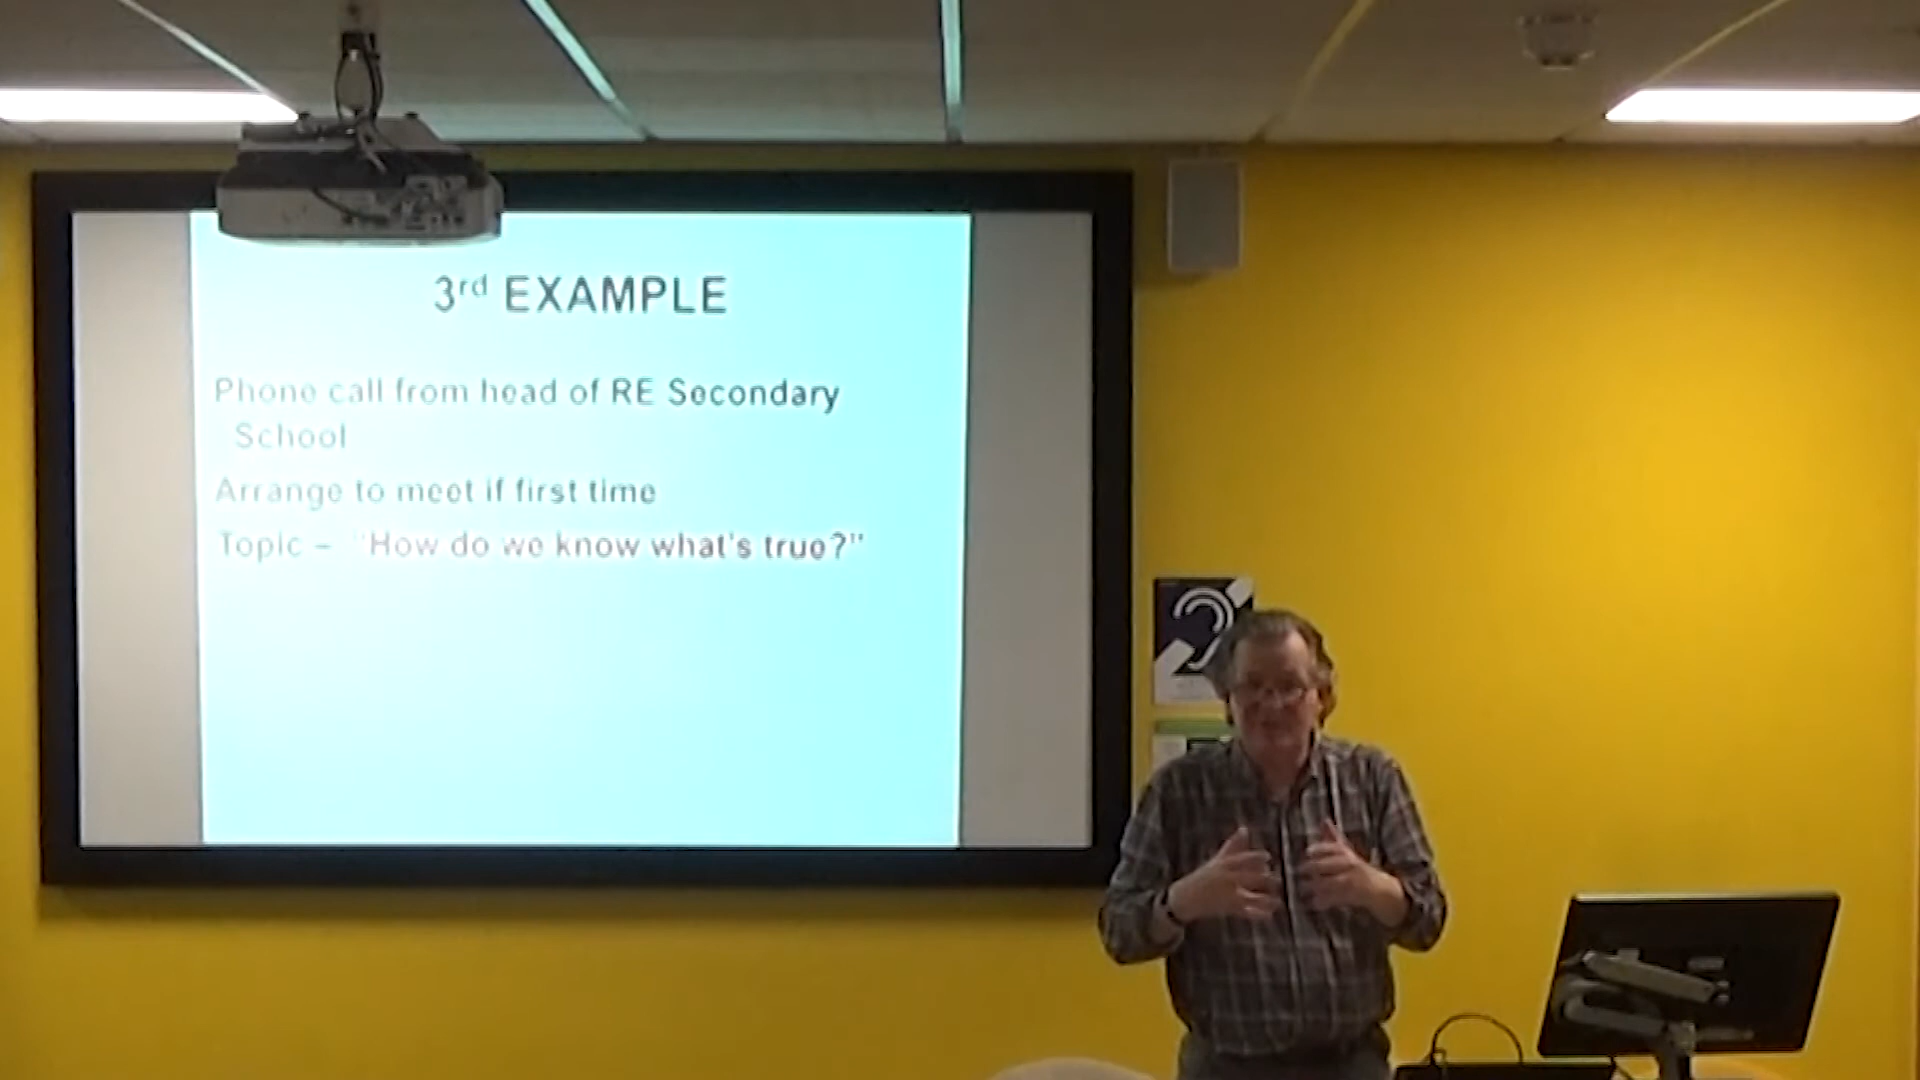 3rd EXAMPLE
Phone call from head of RE Secondary
School
Arrange to meet if first time
Topic – "How do we know what's true?"